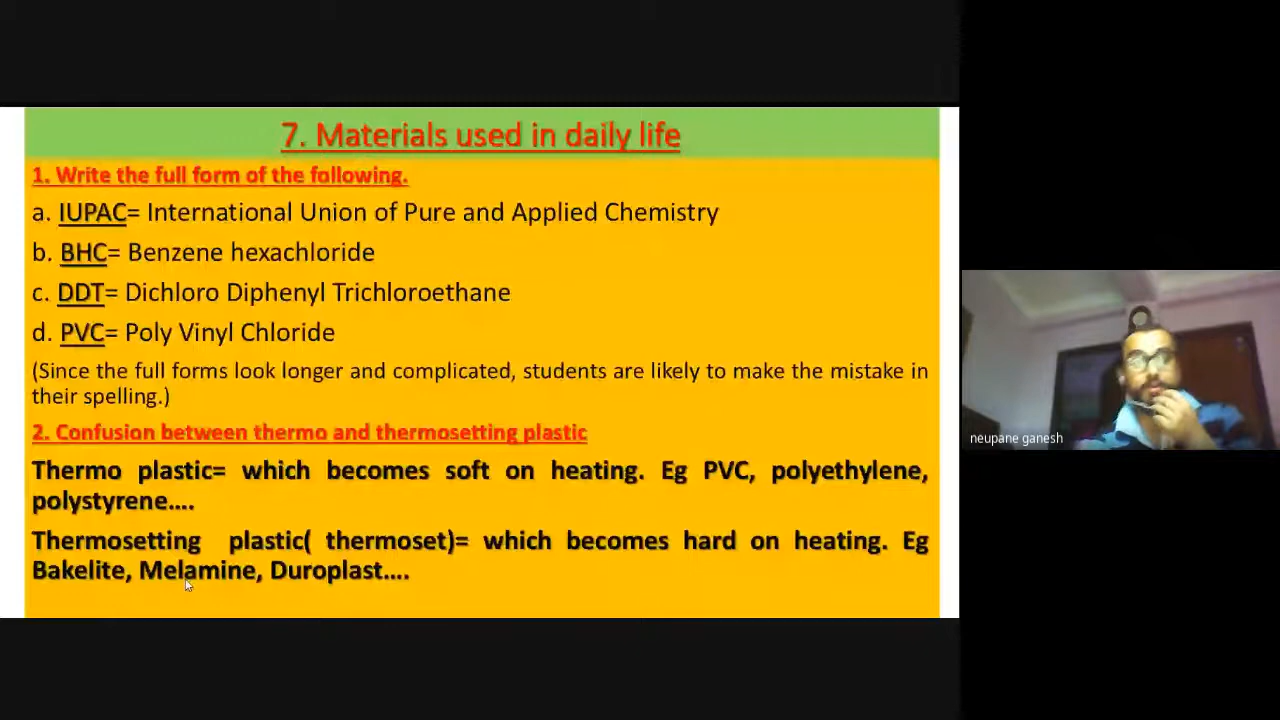 7. Materials used in daily life
1. Write the full form of the following.
a. IUPAC= International Union of Pure and Applied Chemistry
b. BHC= Benzene hexachloride
c. DDT= Dichloro Diphenyl Trichloroethane
d. PVC= Poly Vinyl Chloride
(Since the full forms look longer and complicated, students are likely to make the mistake in
their spelling.)
2. Confusion between thermo and thermosetting plastic
Thermo plastic= which becomes soft on heating. Eg PVC, polyethylene,
polystyrene....
Thermosetting plastic( thermoset)= which becomes hard on heating. Eg
Bakelite, Melamine, Duroplast....
neupane ganesh